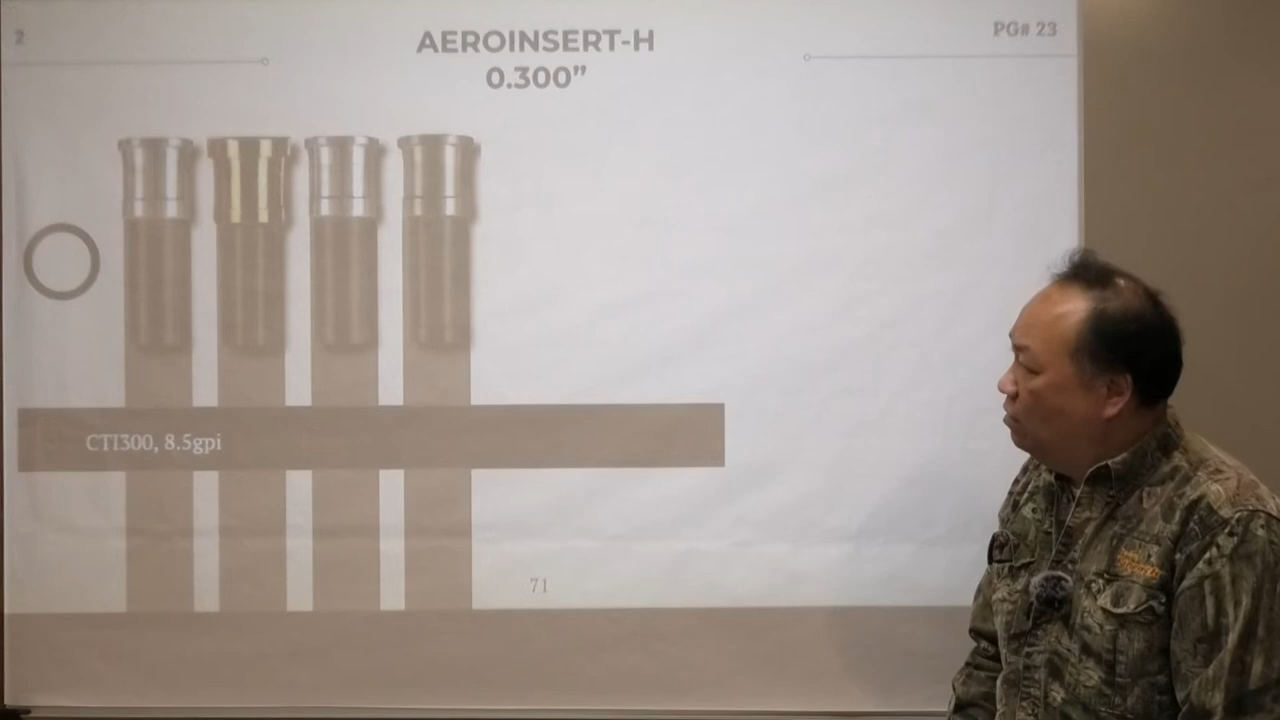 2
AEROINSERT-H
0.300”
PG# 23
CTI300, 8.5gpi
71